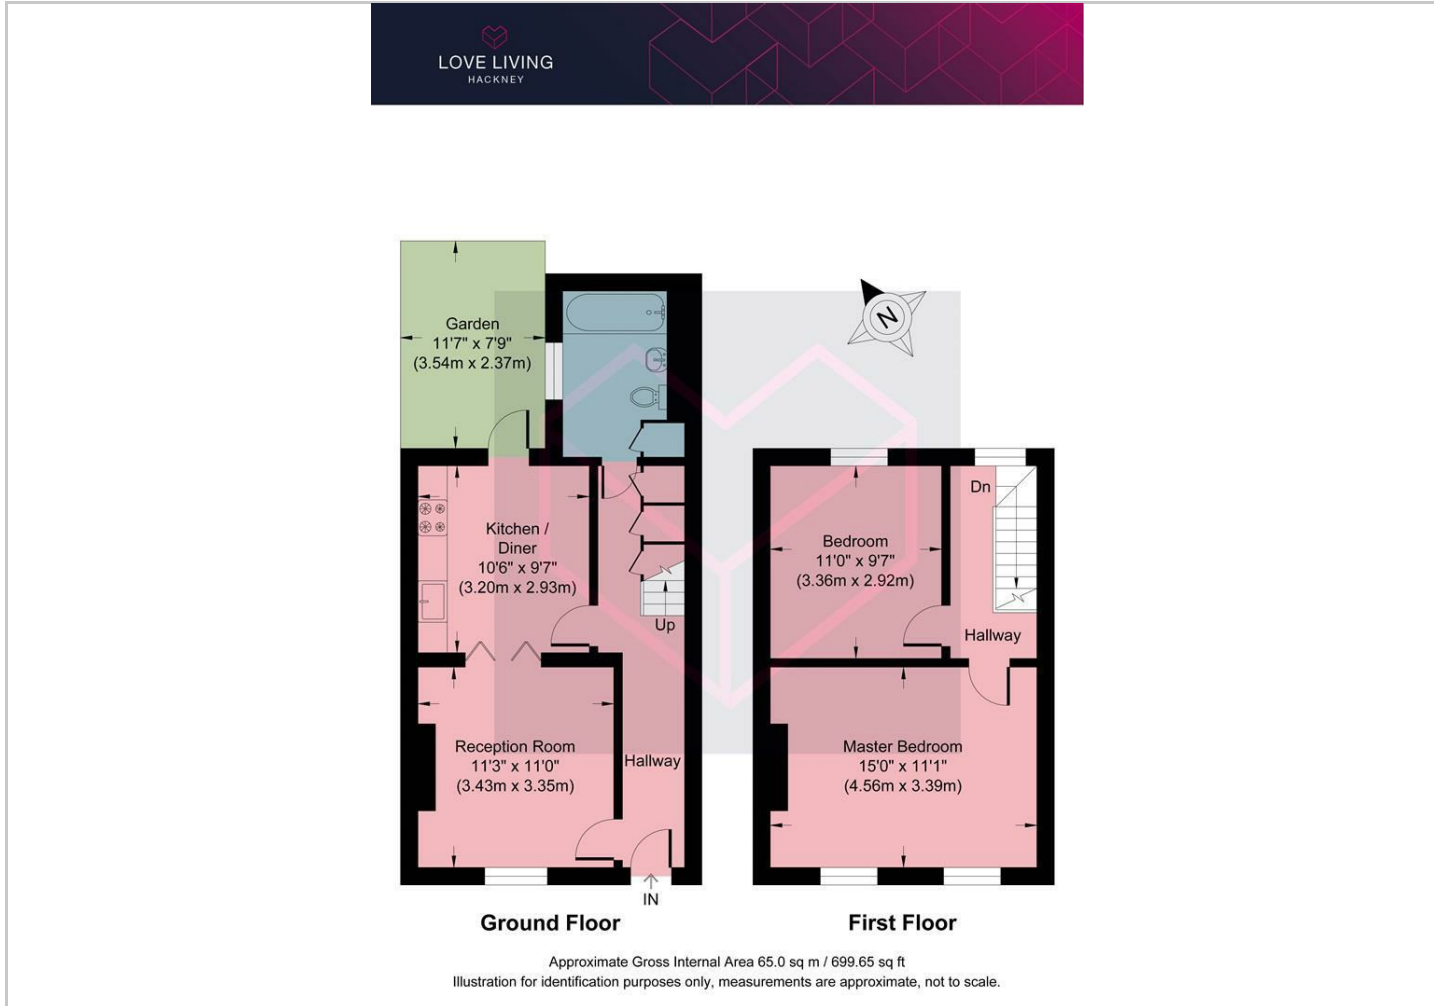 LOVE LIVING
HACKNEY
N
Garden
11'7" x 7'9"
(3.54m x 2.37m)
Kitchen /
Diner
10'6" x 9'7"
(3.20m x 2.93m)
Up
Reception Room
11'3" x 11'0"
(3.43m x 3.35m)
Hallway
IN
Dn
Bedroom
11'0" x 9'7"
(3.36m x 2.92m)
Hallway
Master Bedroom
15'0" x 11'1"
(4.56m x 3.39m)
Ground Floor
First Floor
Approximate Gross Internal Area 65.0 sq m / 699.65 sq ft
Illustration for identification purposes only, measurements are approximate, not to scale.